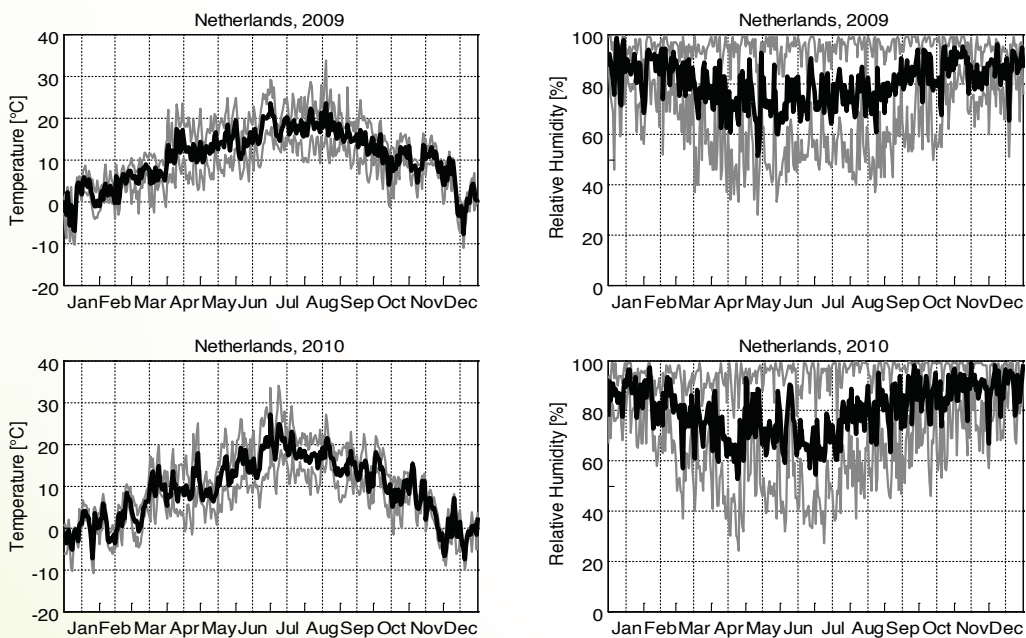 Netherlands, 2009
40
30
20
10
0
-10
-20
Temperature [°C]
Jan Feb Mar Apr May Jun Jul Aug Sep Oct Nov Dec
Netherlands, 2009
100
80
60
40
20
0
Relative Humidity [%]
Jan Feb Mar Apr May Jun Jul Aug Sep Oct Nov Dec
Netherlands, 2010
40
30
20
10
0
-10
-20
Temperature [°C]
Jan Feb Mar Apr May Jun Jul Aug Sep Oct Nov Dec
Netherlands, 2010
100
80
60
40
20
0
Relative Humidity [%]
Jan Feb Mar Apr May Jun Jul Aug Sep Oct Nov Dec